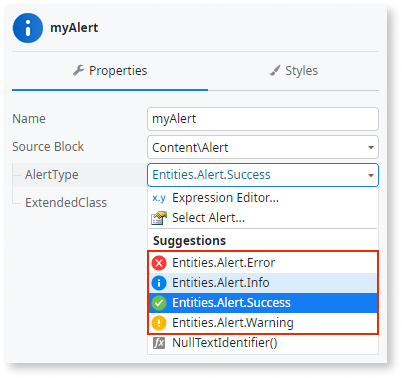 myAlert
Properties
Styles
Name
myAlert
Source Block
Content\Alert
AlertType
Entities.Alert.Success
ExtendedClass
x.y Expression Editor...
Select Alert...
Suggestions
Entities.Alert.Error
Entities.Alert.Info
Entities.Alert.Success
Entities.Alert.Warning
fx NullTextIdentifier()